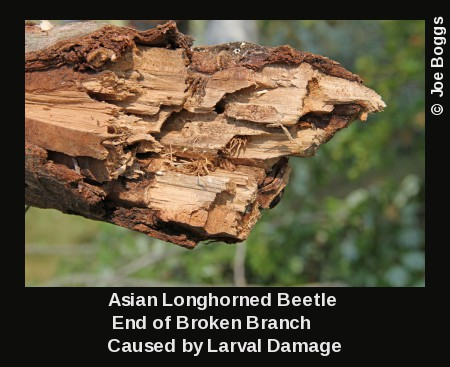 © Joe Boggs
Asian Longhorned Beetle
End of Broken Branch
Caused by Larval Damage